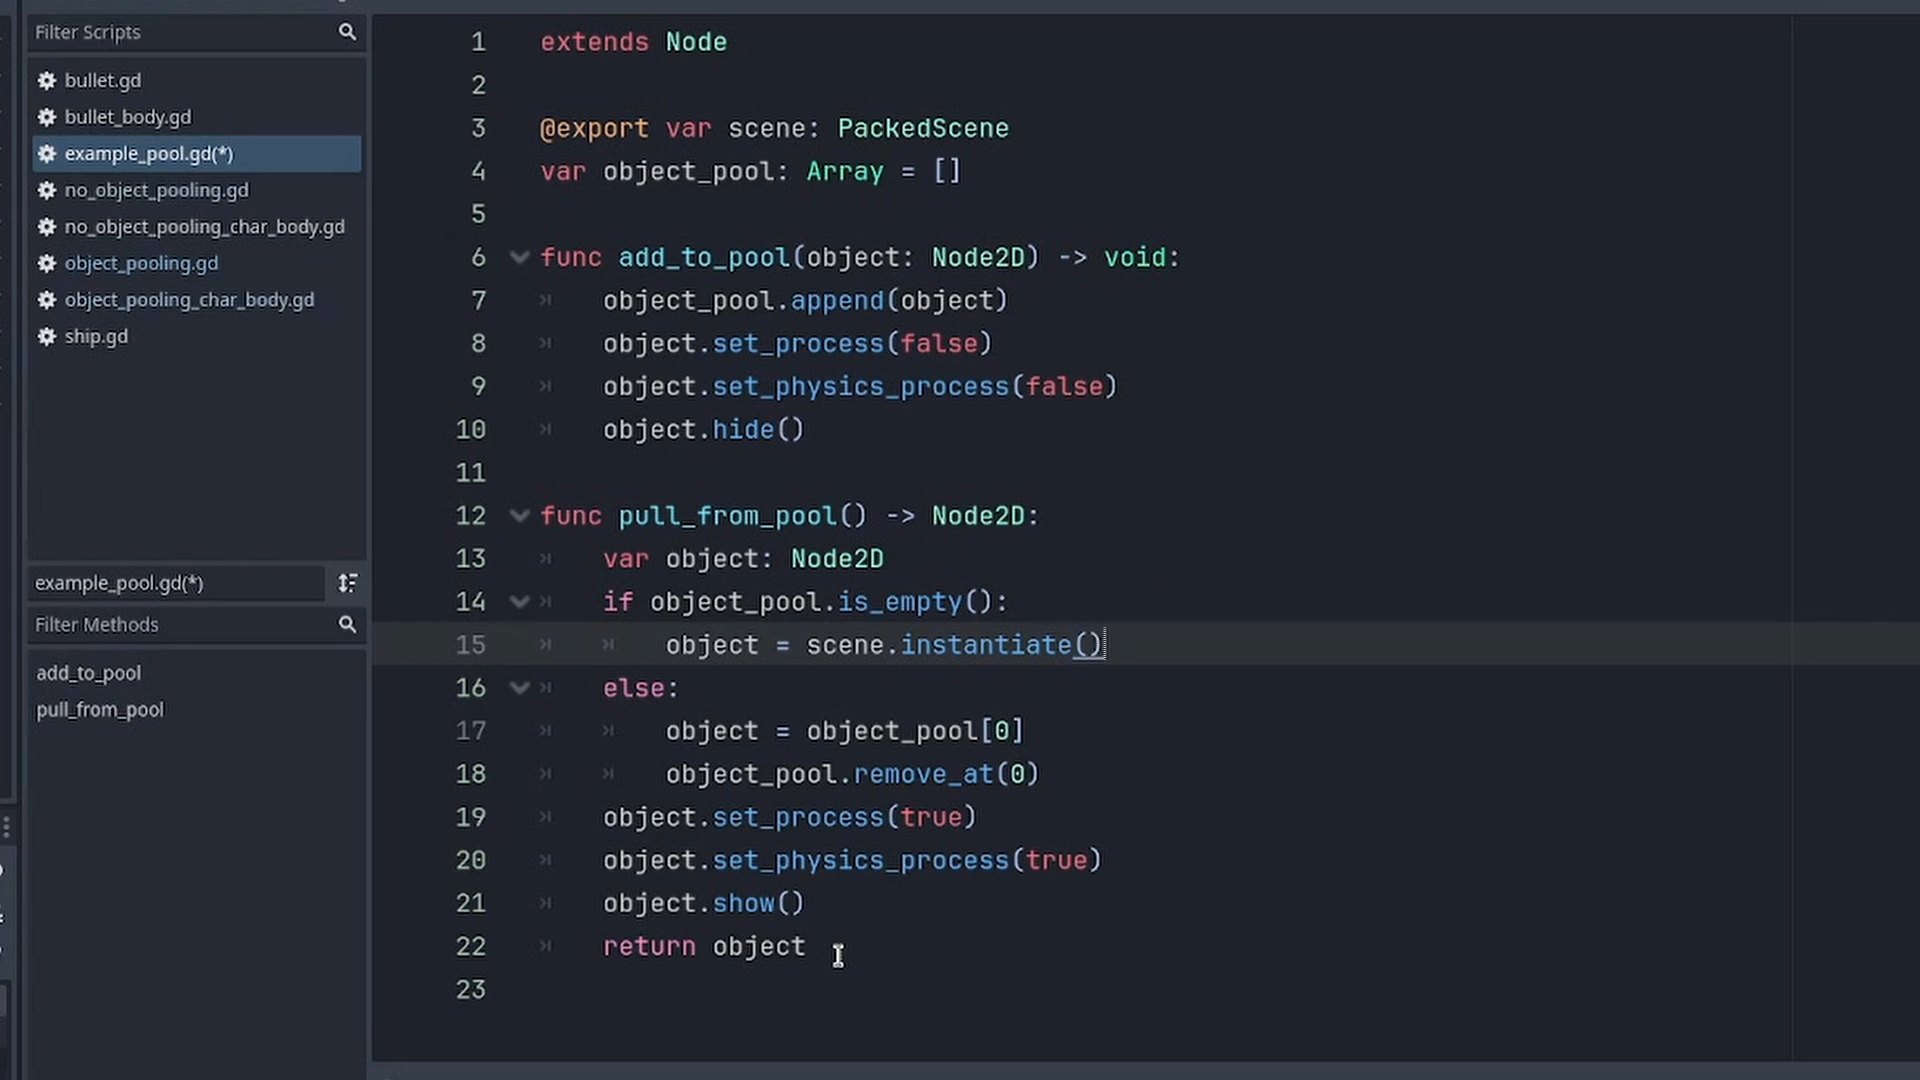 Filter Scripts
bullet.gd
bullet_body.gd
example_pool.gd(*)
no_object_pooling.gd
no_object_pooling_char_body.gd
object_pooling.gd
object_pooling_char_body.gd
ship.gd
example_pool.gd(*)
Filter Methods
add_to_pool
pull_from_pool
1 extends Node
2
3 @export var scene: PackedScene
4 var object_pool: Array = []
5
6 func add_to_pool(object: Node2D) -> void:
7 object_pool.append(object)
8 object.set_process(false)
9 object.set_physics_process(false)
10 object.hide()
11
12 func pull_from_pool() -> Node2D:
13 var object: Node2D
14 if object_pool.is_empty():
15 object = scene.instantiate()
16 else:
17 object = object_pool[0]
18 object_pool.remove_at(0)
19 object.set_process(true)
20 object.set_physics_process(true)
21 object.show()
22 return object
23